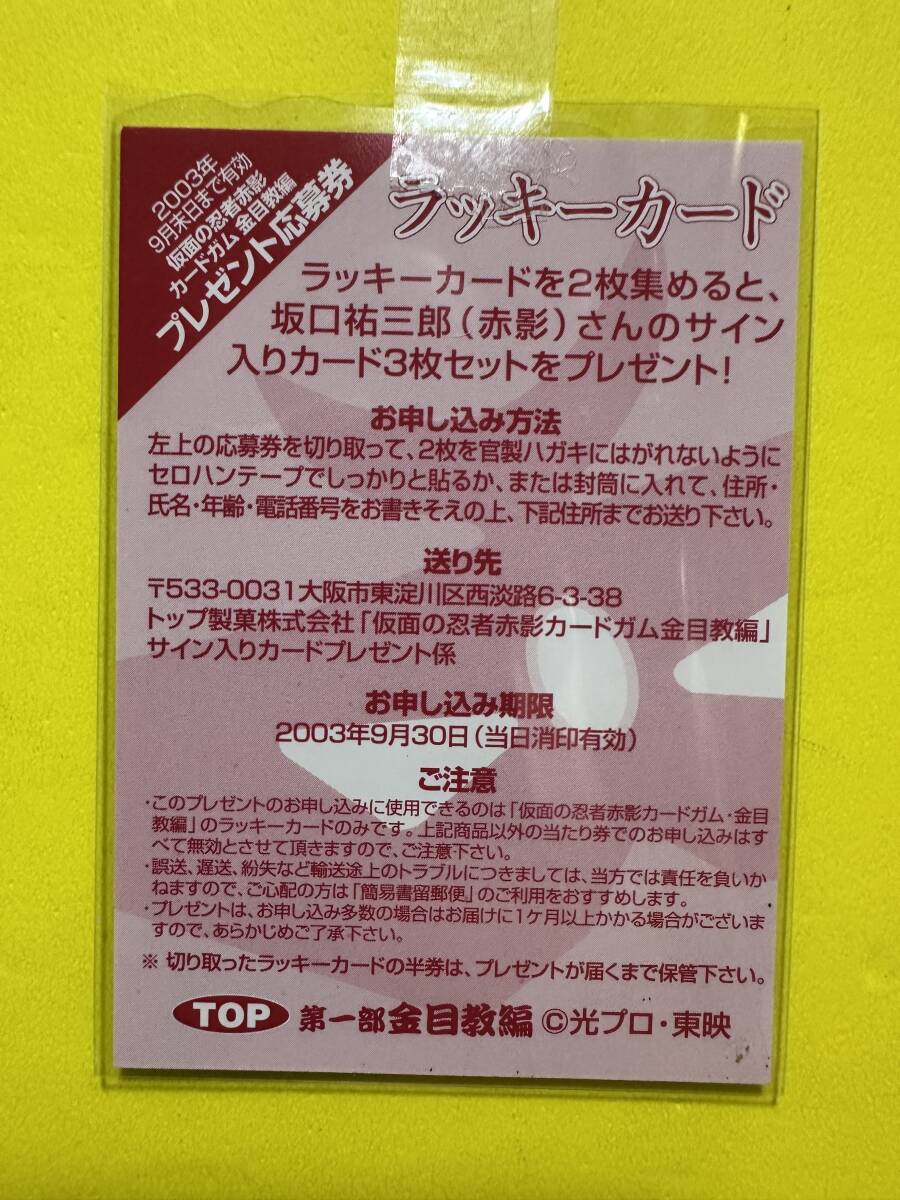 2003年
9月末日まで有効
仮面の忍者赤影
カードガム 金目教編
プレゼント応募券
ラッキーカード
ラッキーカードを2枚集めると、
坂口祐三郎(赤影)さんのサイン
入りカード3枚セットをプレゼント!
お申し込み方法
左上の応募券を切り取って、2枚を官製ハガキにはがれないように
セロハンテープでしっかりと貼るか、または封筒に入れて、住所・
氏名・年齢・電話番号をお書きそえの上、下記住所までお送り下さい。
送り先
〒533-0031大阪市東淀川区西淡路6-3-38
トップ製菓株式会社「仮面の忍者赤影カードガム金目教編」
サイン入りカードプレゼント係
お申し込み期限
2003年9月30日(当日消印有効)
ご注意
・このプレゼントのお申し込みに使用できるのは「仮面の忍者赤影カードガム・金目
教編」のラッキーカードのみです。上記商品以外の当たり券でのお申し込みはす
べて無効とさせて頂きますので、ご注意下さい。
・誤送、遅送、紛失など輸送途上のトラブルにつきましては、当方では責任を負いか
ねますので、ご心配の方は「簡易書留郵便」のご利用をおすすめします。
・プレゼントは、お申し込み多数の場合はお届けに1ケ月以上かかる場合がございま
すので、あらかじめご了承下さい。
※ 切り取ったラッキーカードの半券は、プレゼントが届くまで保管下さい。
TOP 第一部 金目教編 ©光プロ・東映